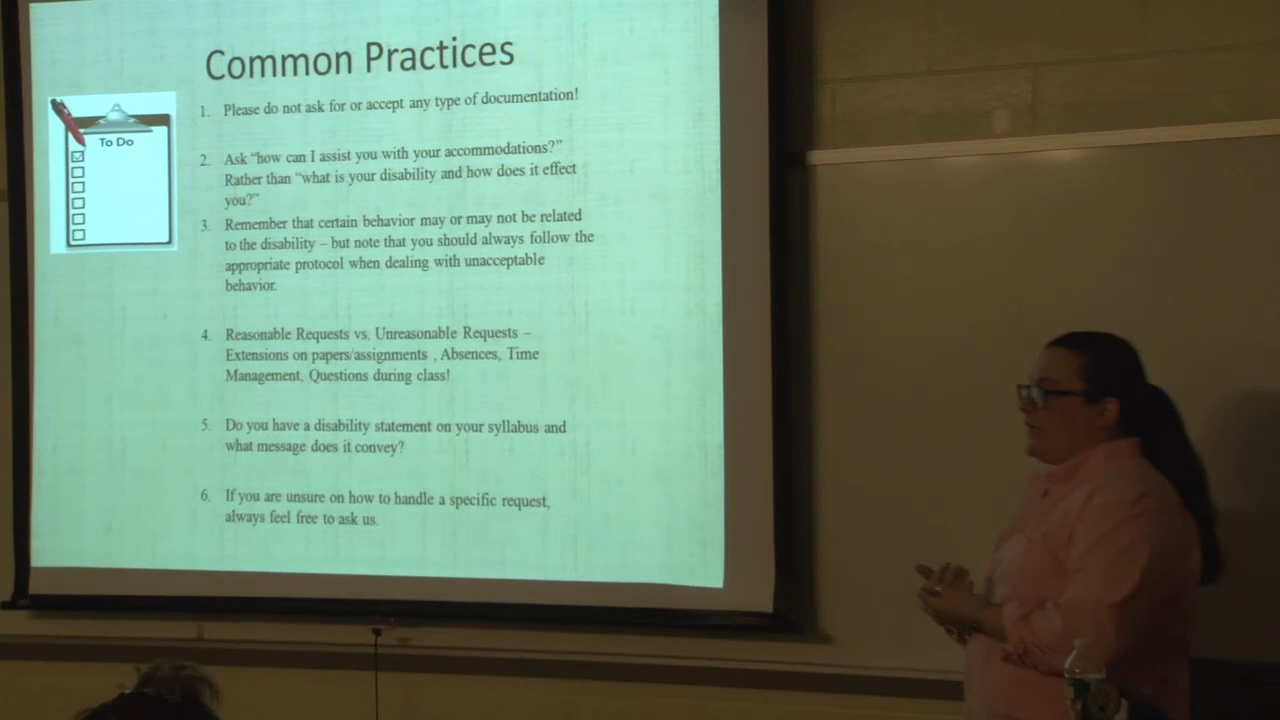 Common Practices
To Do
1. Please do not ask for or accept any type of documentation!
2. Ask “how can I assist you with your accommodations?”
Rather than “what is your disability and how does it effect
you?”
3. Remember that certain behavior may or may not be related
to the disability – but note that you should always follow the
appropriate protocol when dealing with unacceptable
behavior.
4. Reasonable Requests vs. Unreasonable Requests –
Extensions on papers/assignments , Absences, Time
Management, Questions during class!
5. Do you have a disability statement on your syllabus and
what message does it convey?
6. If you are unsure on how to handle a specific request,
always feel free to ask us.